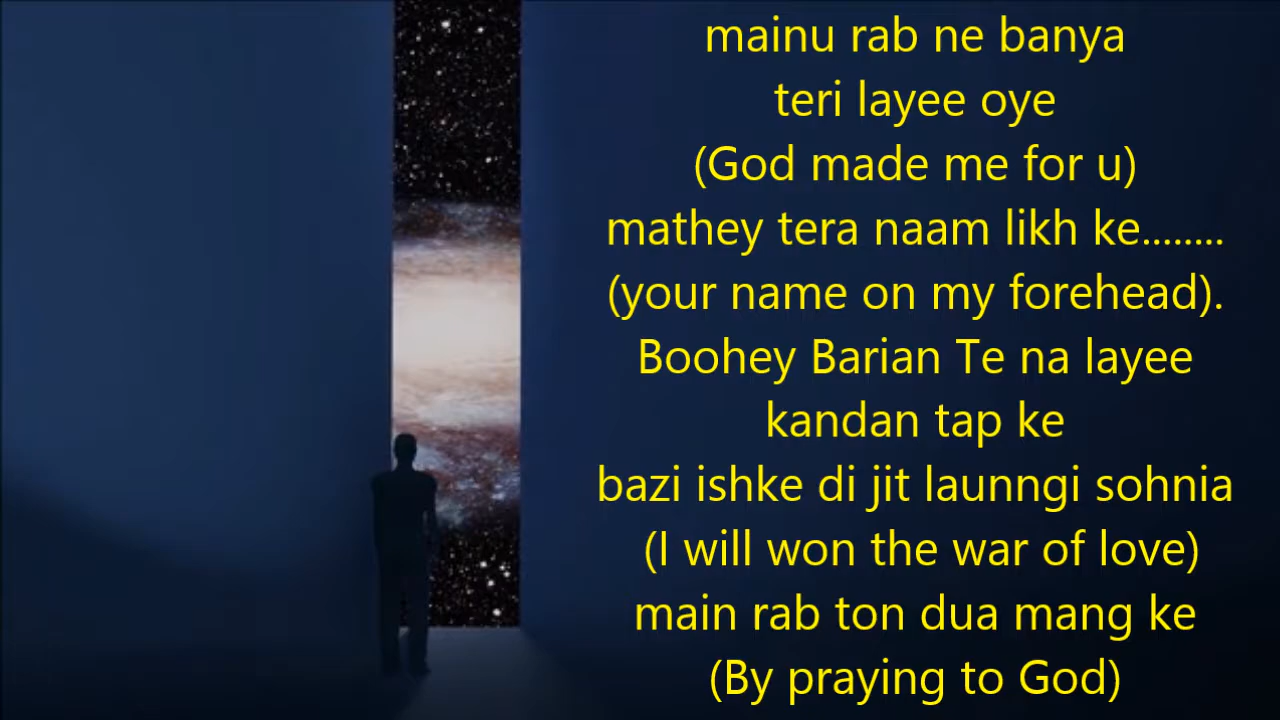 mainu rab ne banya
teri layee oye
(God made me for u)
mathey tera naam likh ke........
(your name on my forehead).
Boohey Barian Te na layee
kandan tap ke
bazi ishke di jit launngi sohnia
(I will won the war of love)
main rab ton dua mang ke
(By praying to God)